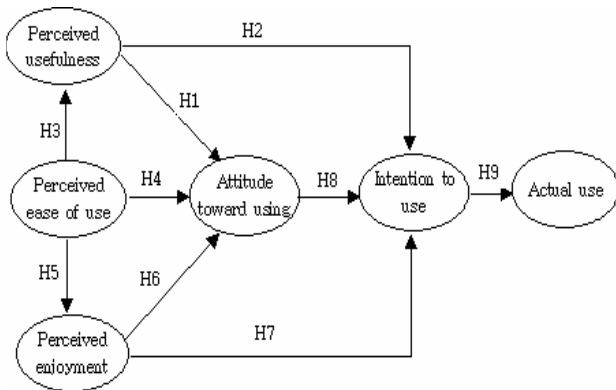 Perceived
usefulness
H2
H1
H3
Perceived
ease of use
H4
Attitude
toward using
H8
Intention to
use
H9
Actual use
H5
H6
Perceived
enjoyment
H7